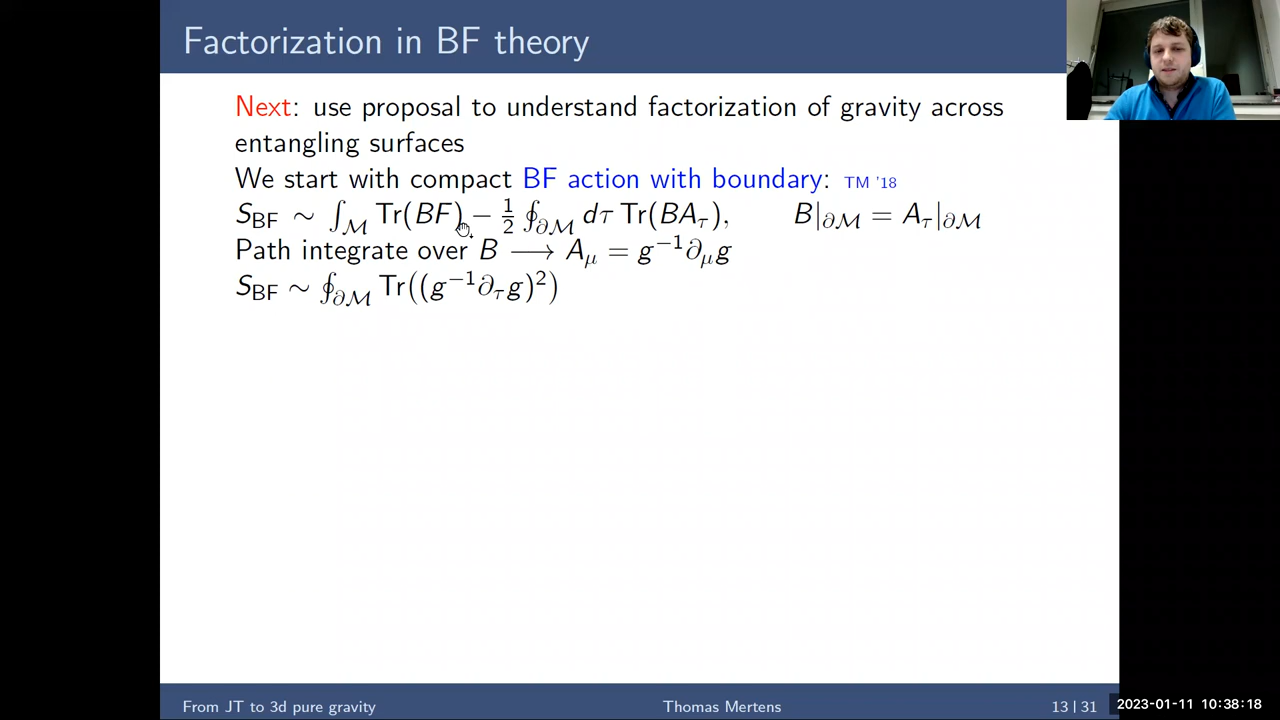 Factorization in BF theory
Next: use proposal to understand factorization of gravity across
entangling surfaces
We start with compact BF action with boundary: TM '18
S_BF ∼ ∫_M Tr(BF) − 1/2 ∮_∂M dτ Tr(BA_τ), B|_∂M = A_τ|_∂M
Path integrate over B ⟶ A_μ = g⁻¹∂_μg
S_BF ∼ ∮_∂M Tr((g⁻¹∂_τg)²)
From JT to 3d pure gravity Thomas Mertens 13 | 31
2023-01-11 10:38:18